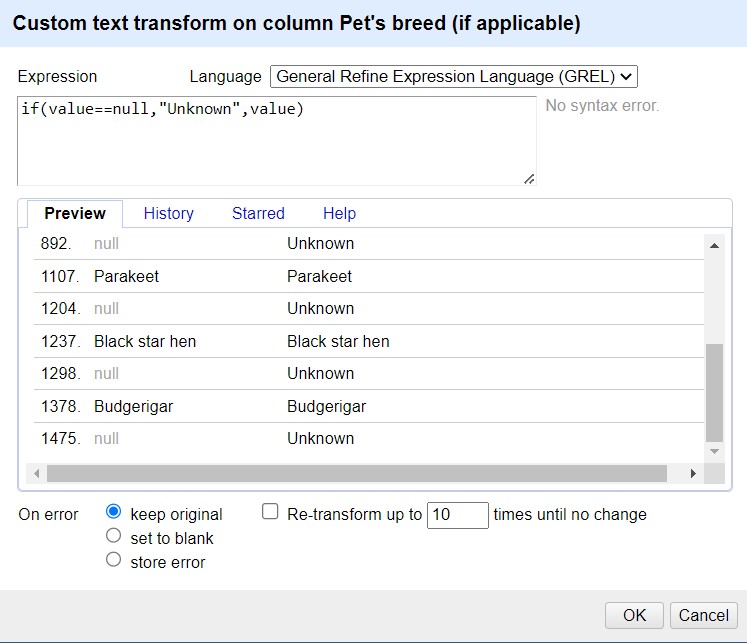 Custom text transform on column Pet's breed (if applicable)
Expression Language General Refine Expression Language (GREL)
if(value==null,"Unknown",value) No syntax error.
Preview History Starred Help
892. null Unknown
1107. Parakeet Parakeet
1204. null Unknown
1237. Black star hen Black star hen
1298. null Unknown
1378. Budgerigar Budgerigar
1475. null Unknown
On error keep original Re-transform up to 10 times until no change
set to blank
store error
OK Cancel